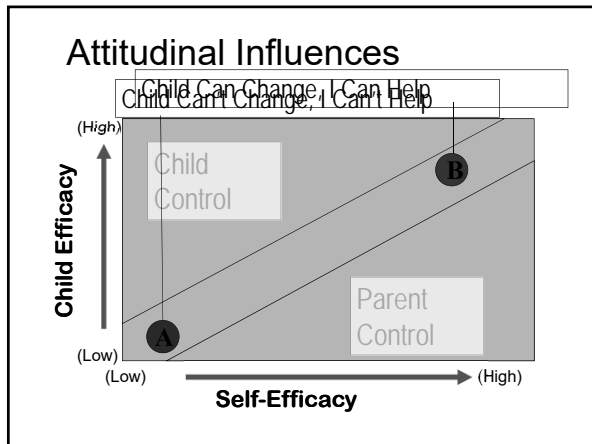 Attitudinal Influences
Child Can Change, I Can Help
Child Can't Change, I Can't Help
(High)
Child
Control
B
Child Efficacy
Parent
Control
A
(Low)
(Low)
(High)
Self-Efficacy